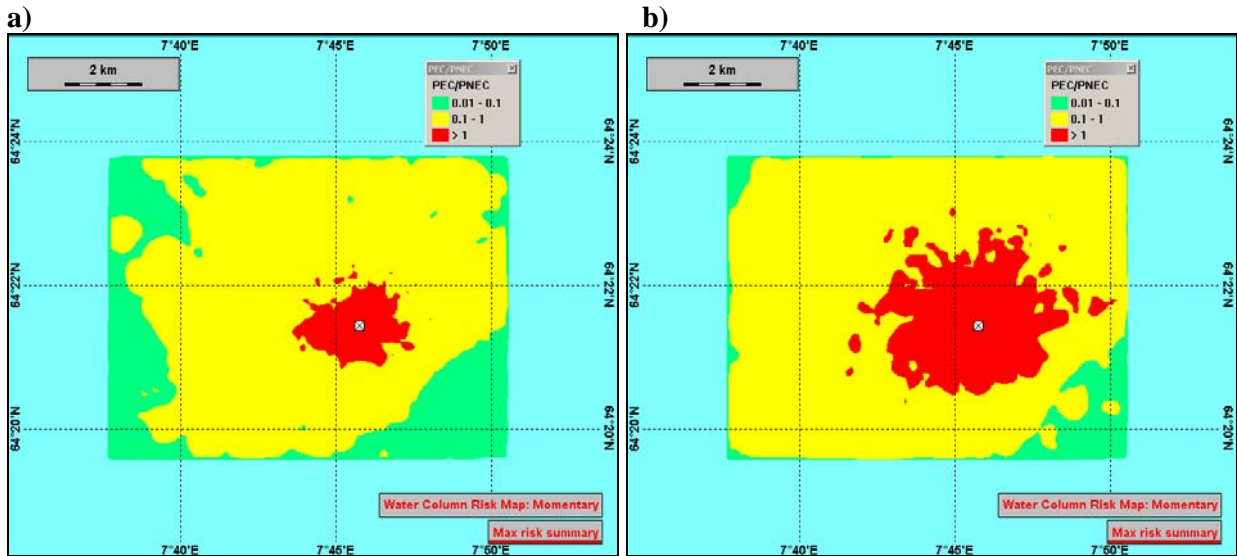 a)
7°40'E 7°45'E 7°50'E
2 km
PEC/PNEC
PEC/PNEC
0.01 - 0.1
0.1 - 1
> 1
64°24'N 64°24'N
64°22'N 64°22'N
64°20'N 64°20'N
Water Column Risk Map: Momentary
Max risk summary
7°40'E 7°45'E 7°50'E
b)
7°40'E 7°45'E 7°50'E
2 km
PEC/PNEC
PEC/PNEC
0.01 - 0.1
0.1 - 1
> 1
64°24'N 64°24'N
64°22'N 64°22'N
64°20'N 64°20'N
Water Column Risk Map: Momentary
Max risk summary
7°40'E 7°45'E 7°50'E